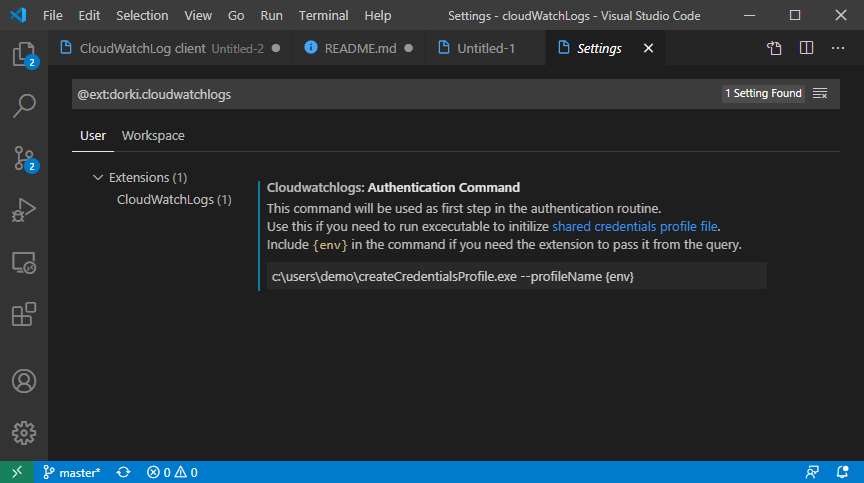 File Edit Selection View Go Run Terminal Help Settings - cloudWatchLogs - Visual Studio Code
CloudWatchLog client Untitled-2 README.md Untitled-1 Settings
2
@ext:dorki.cloudwatchlogs 1 Setting Found
User Workspace
2
Extensions (1)
CloudWatchLogs (1)
Cloudwatchlogs: Authentication Command
This command will be used as first step in the authentication routine.
Use this if you need to run excecutable to initilize shared credentials profile file.
Include {env} in the command if you need the extension to pass it from the query.
c:\users\demo\createCredentialsProfile.exe --profileName {env}
master* 0 0